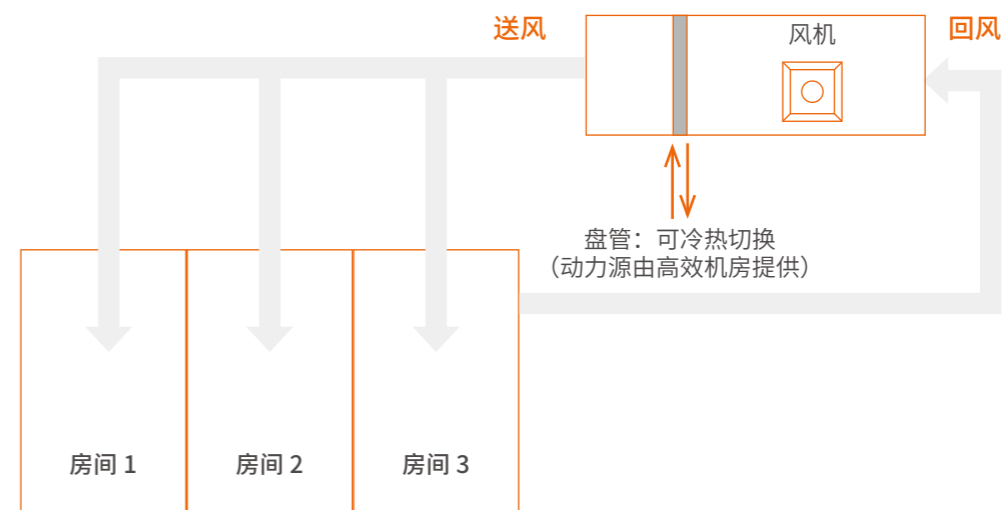 送风
风机
回风
盘管：可冷热切换
（动力源由高效机房提供）
房间 1
房间 2
房间 3